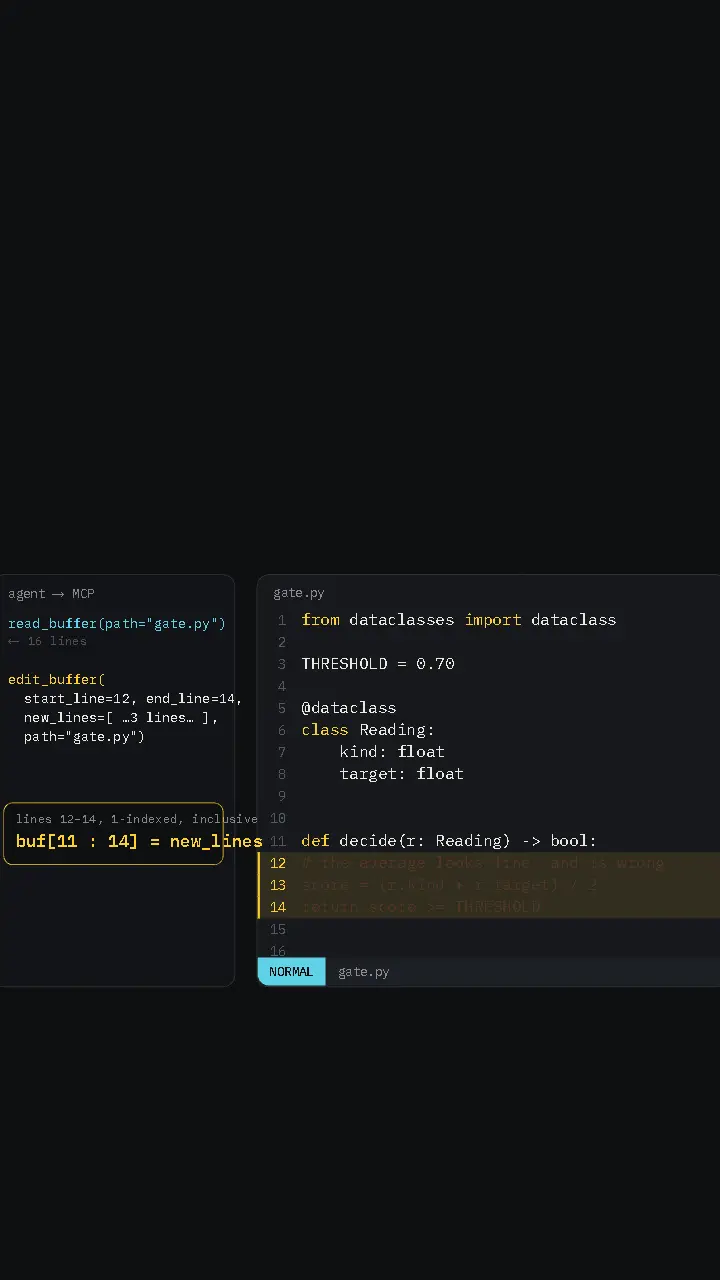 agent → MCP
read_buffer(path="gate.py")
← 16 lines
edit_buffer(
start_line=12, end_line=14,
new_lines=[ …3 lines… ],
path="gate.py")
lines 12–14, 1-indexed, inclusive
buf[11 : 14] = new_lines
gate.py
1 from dataclasses import dataclass
2
3 THRESHOLD = 0.70
4
5 @dataclass
6 class Reading:
7 kind: float
8 target: float
9
10
11 def decide(r: Reading) -> bool:
12 # the average looks fine and is wrong
13 score = (r.kind + r.target) / 2
14 return score >= THRESHOLD
15
16
NORMAL gate.py